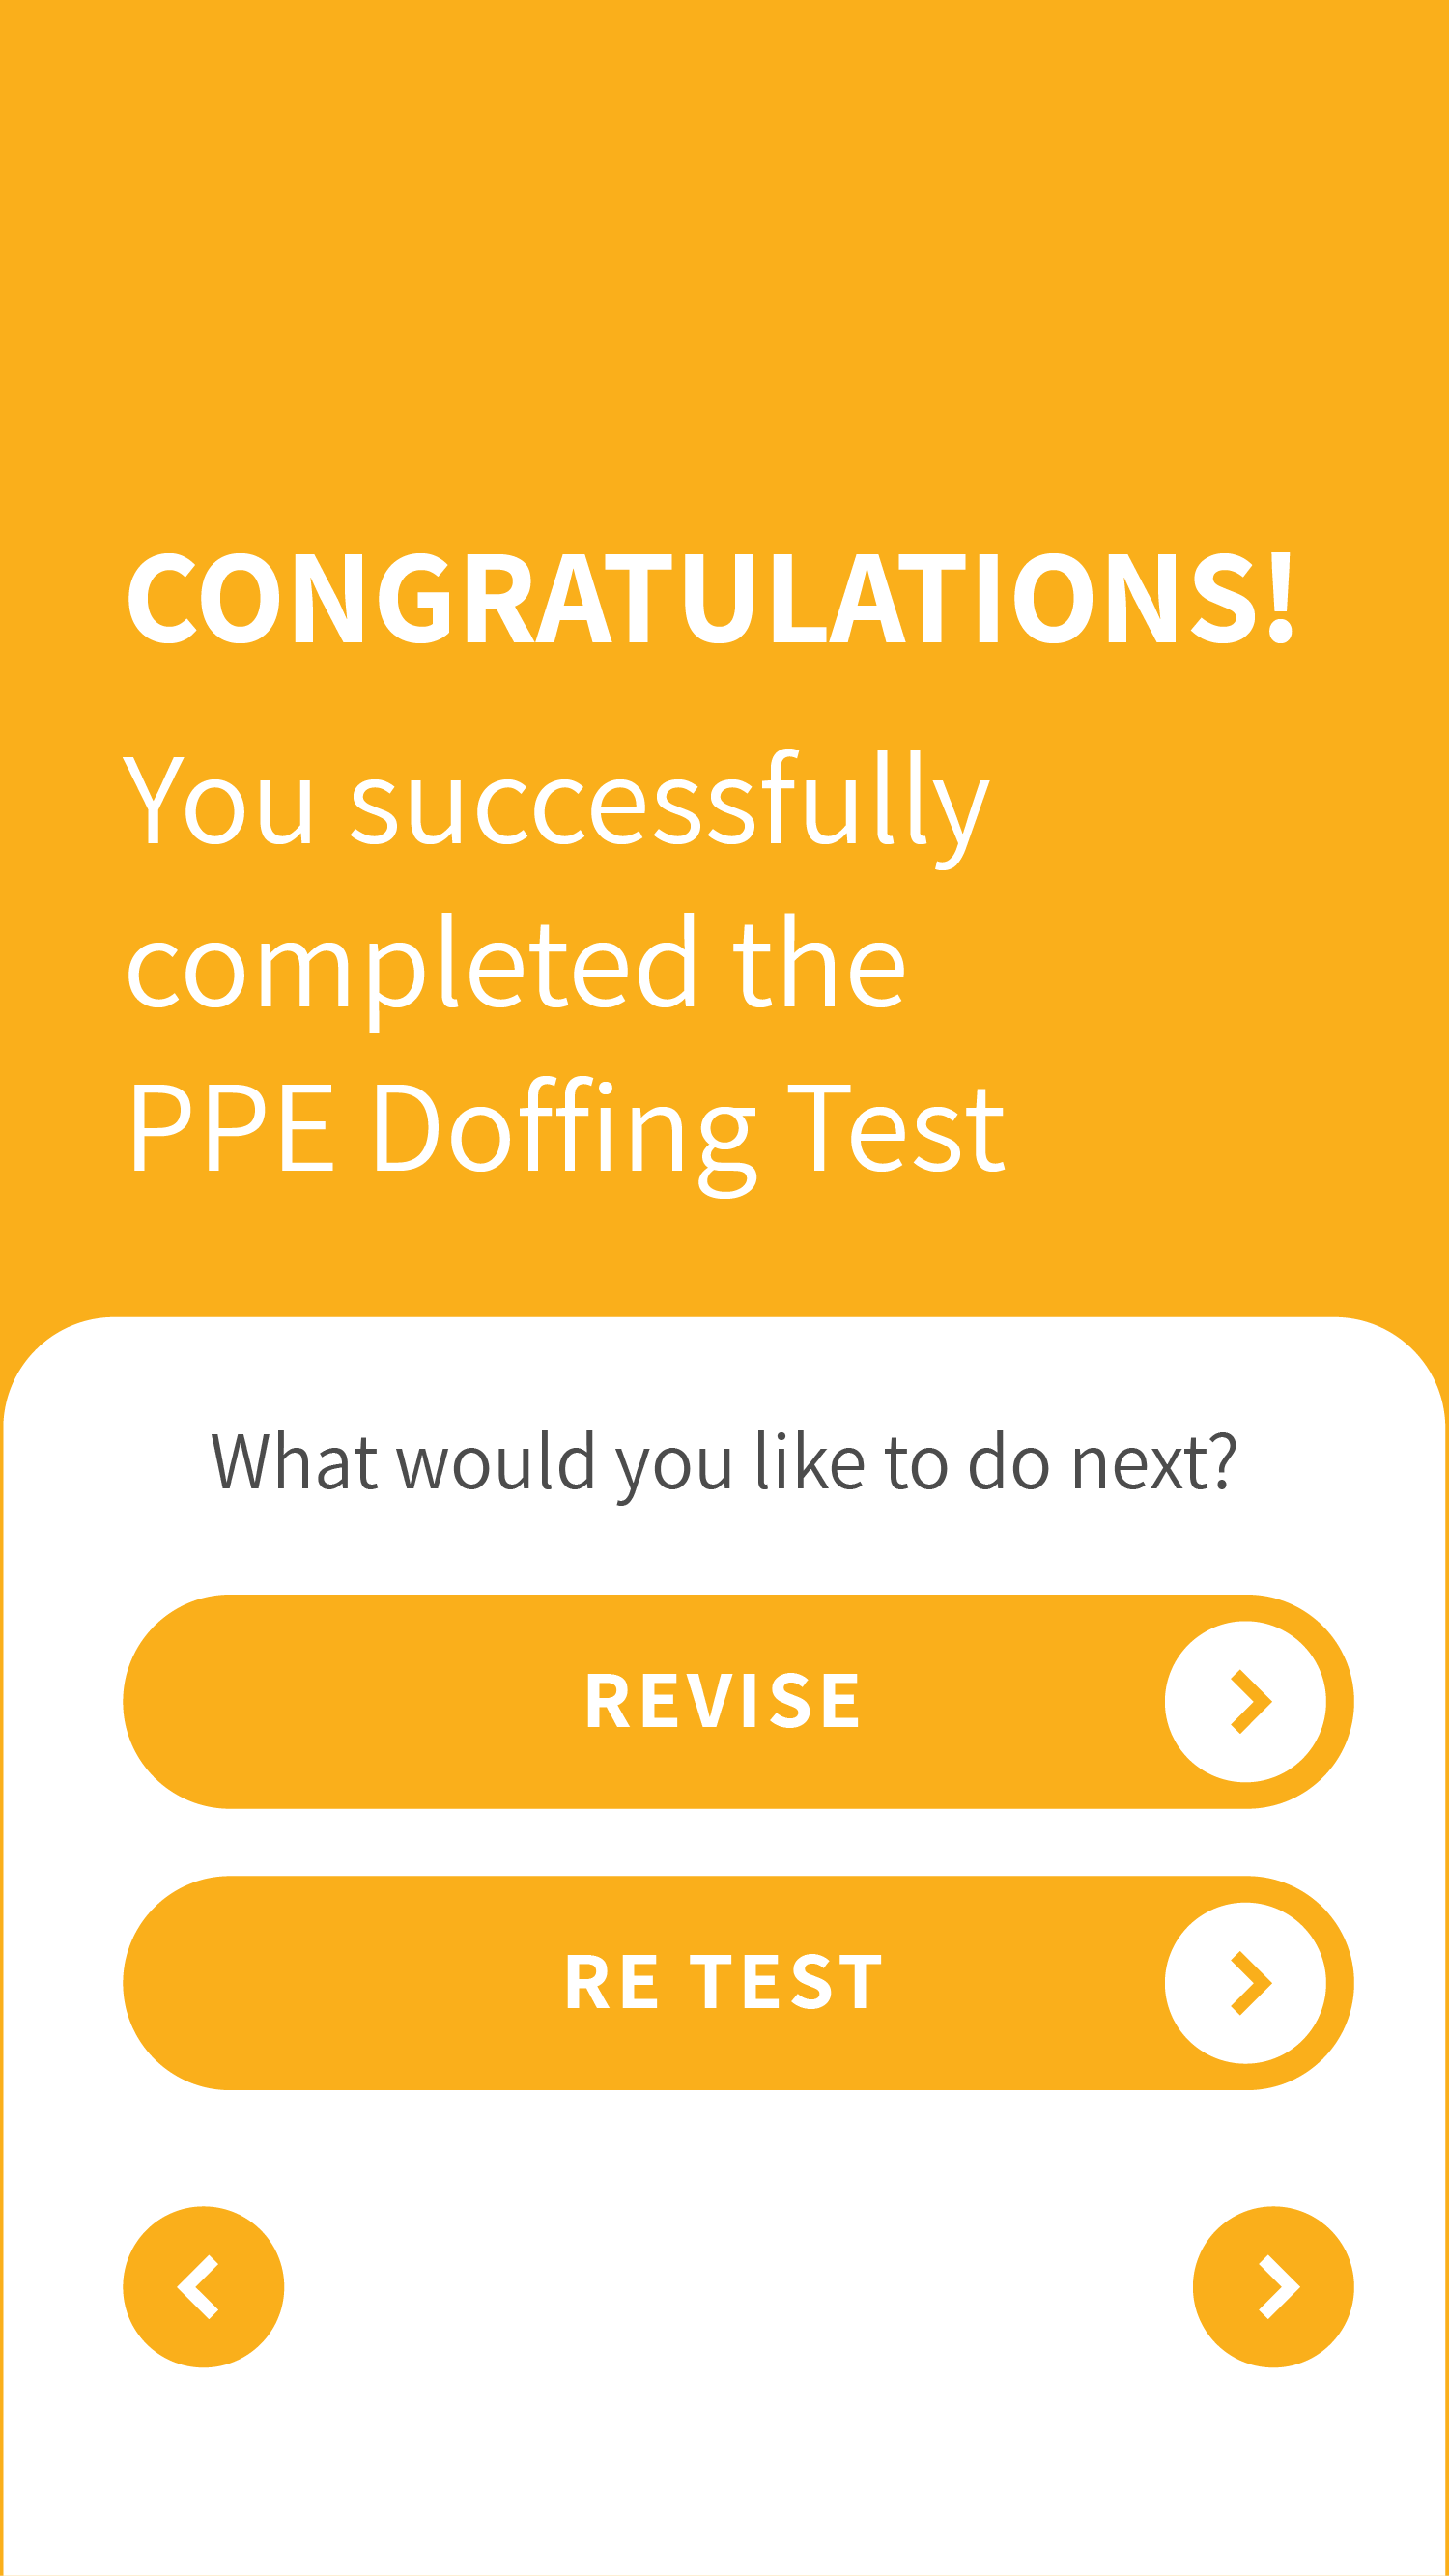 CONGRATULATIONS!
You successfully
completed the
PPE Doffing Test
What would you like to do next?
REVISE
RE TEST